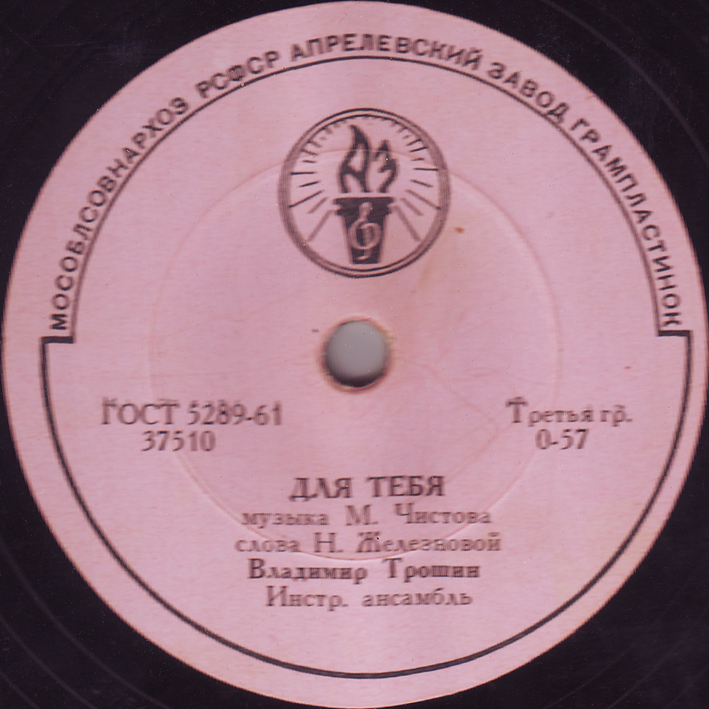 МОСОБЛСОВНАРХОЗ РСФСР АПРЕЛЕВСКИЙ ЗАВОД ГРАМПЛАСТИНОК
АЗ
ГОСТ 5289-61
37510
Третья гр.
0-57
ДЛЯ ТЕБЯ
музыка М. Чистова
слова Н. Железновой
Владимир Трошин
Инстр. ансамбль